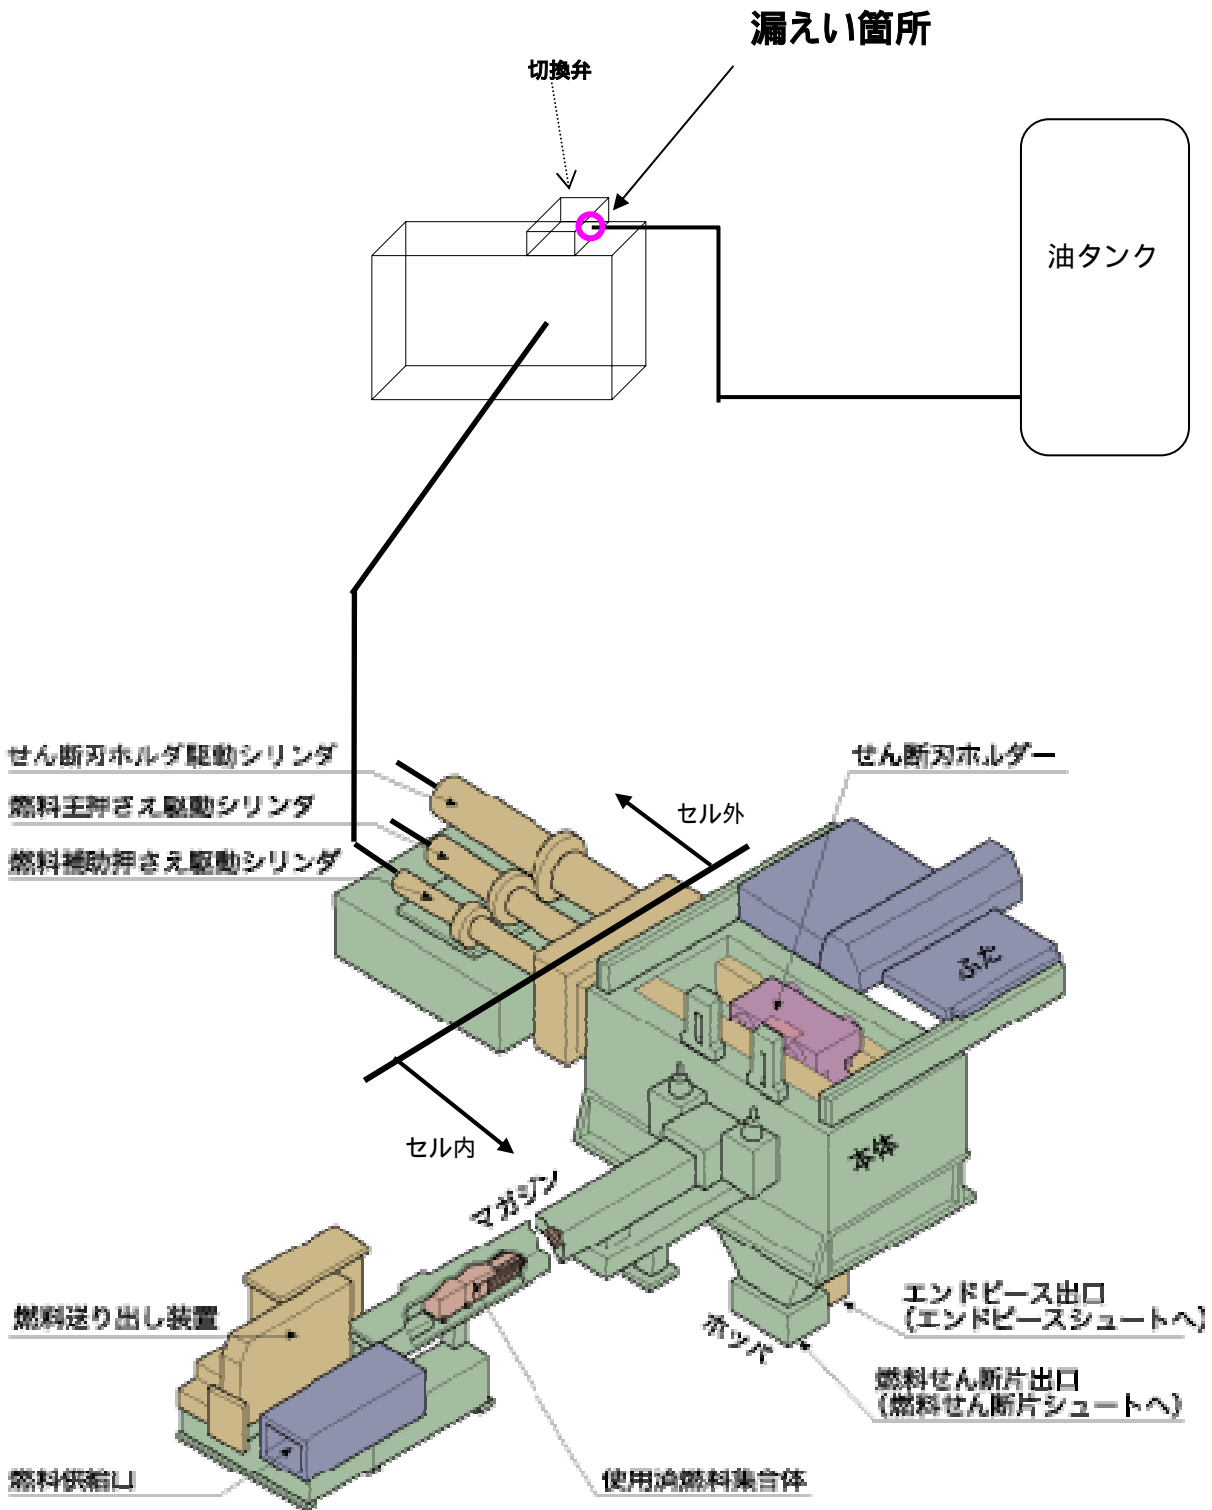 漏えい箇所
切換弁
油タンク
せん断刃ホルダ駆動シリンダ
せん断刃ホルダー
燃料主押さえ駆動シリンダ
セル外
燃料補助押さえ駆動シリンダ
ふた
セル内
本体
マガジン
エンドピース出口
(エンドピースシュートへ)
燃料送り出し装置
ホッパ
燃料せん断片出口
(燃料せん断片シュートへ)
燃料供給口
使用済燃料集合体